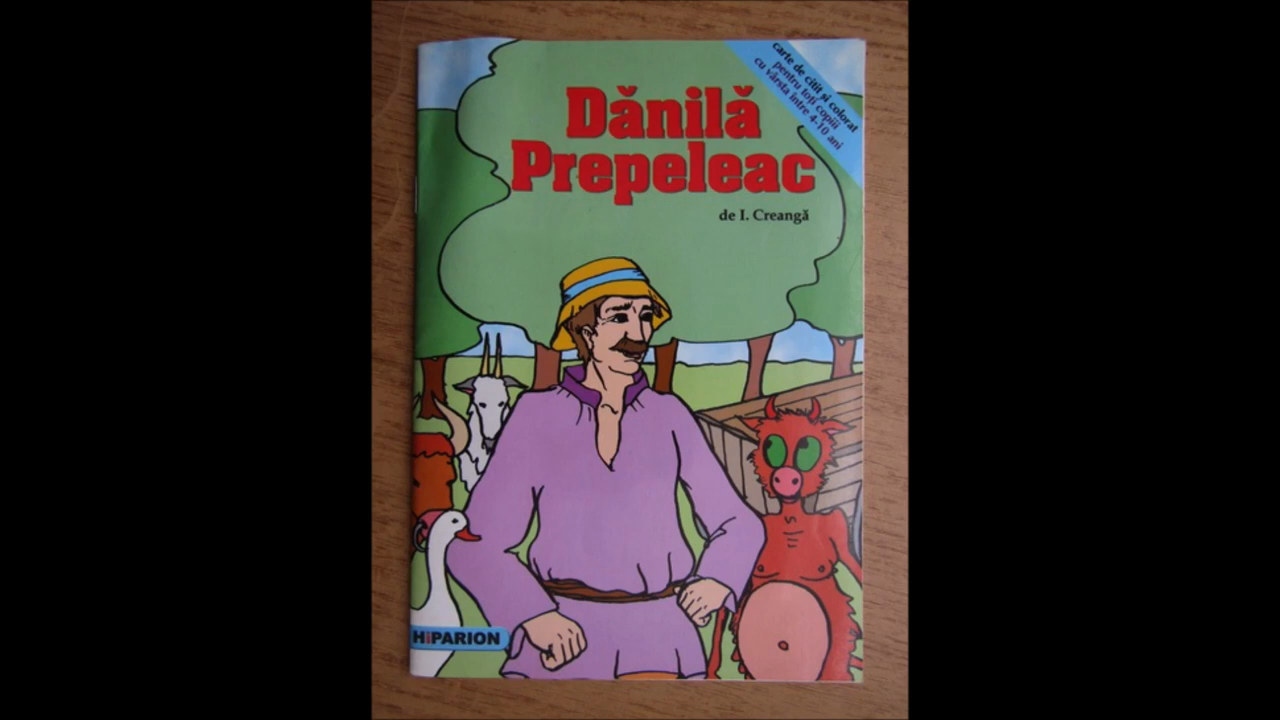 carte de citit și colorat
pentru toți copiii
cu vârsta între 4-10 ani
Dănilă
Prepeleac
de I. Creangă
HiPARION